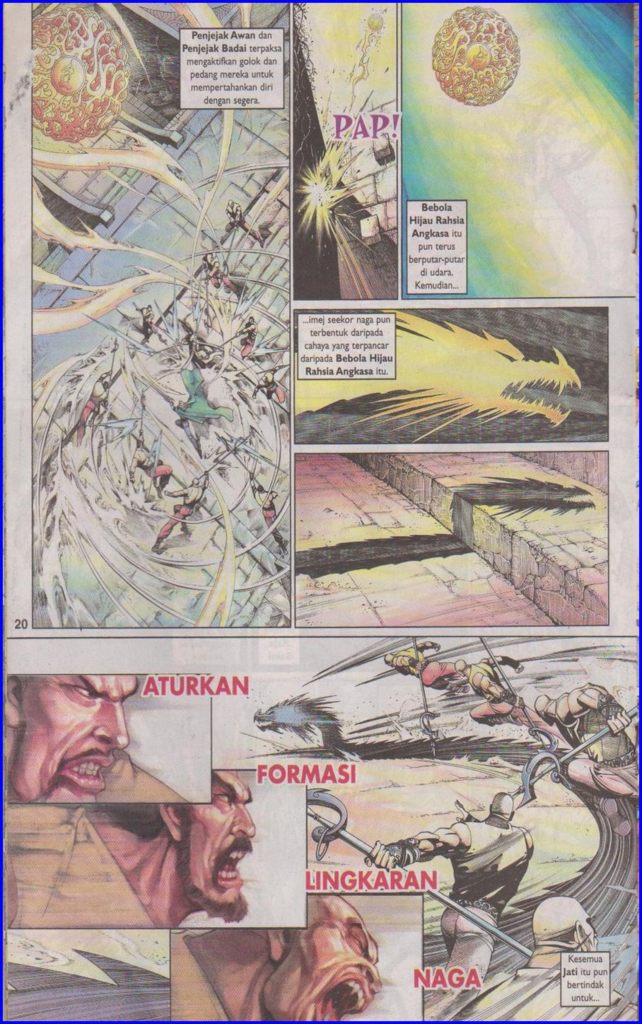 Penjejak Awan dan
Penjejak Badai terpaksa
mengaktifkan golok dan
pedang mereka untuk
mempertahankan diri
dengan segera.
PAP!
Bebola
Hijau Rahsia
Angkasa itu
pun terus
berputar-putar
di udara.
Kemudian...
...imej seekor naga pun
terbentuk daripada
cahaya yang terpancar
daripada Bebola Hijau
Rahsia Angkasa itu.
20
ATURKAN
FORMASI
LINGKARAN
NAGA
Kesemua
Jati itu pun
bertindak
untuk...